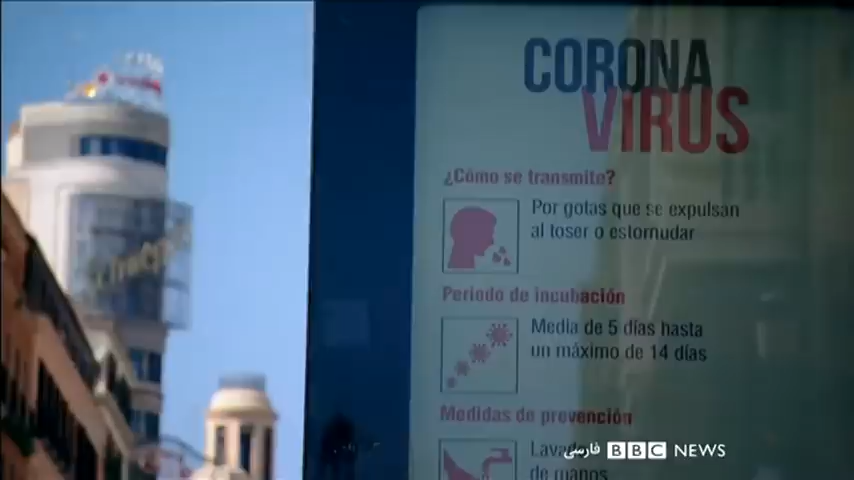 CORONA
VIRUS
¿Cómo se transmite?
Por gotas que se expulsan
al toser o estornudar
Periodo de incubación
Media de 5 días hasta
un máximo de 14 días
Medidas de prevención
de manos
فارسی BBC NEWS